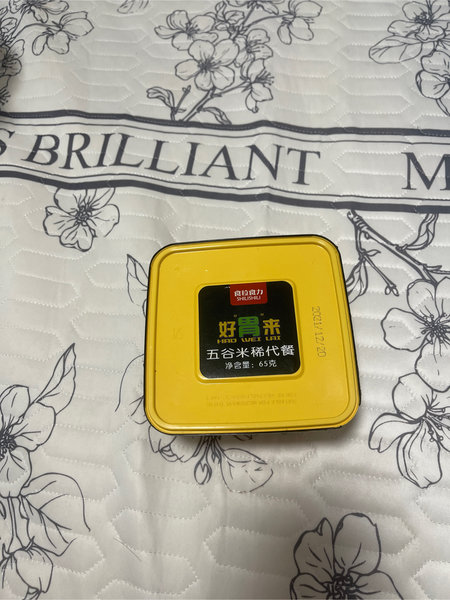 S BRILLIANT M
食粒食力
SHILISHILI
好“胃”来
HAO WEI LAI
五谷米稀代餐
净含量：65克
2021/12/20